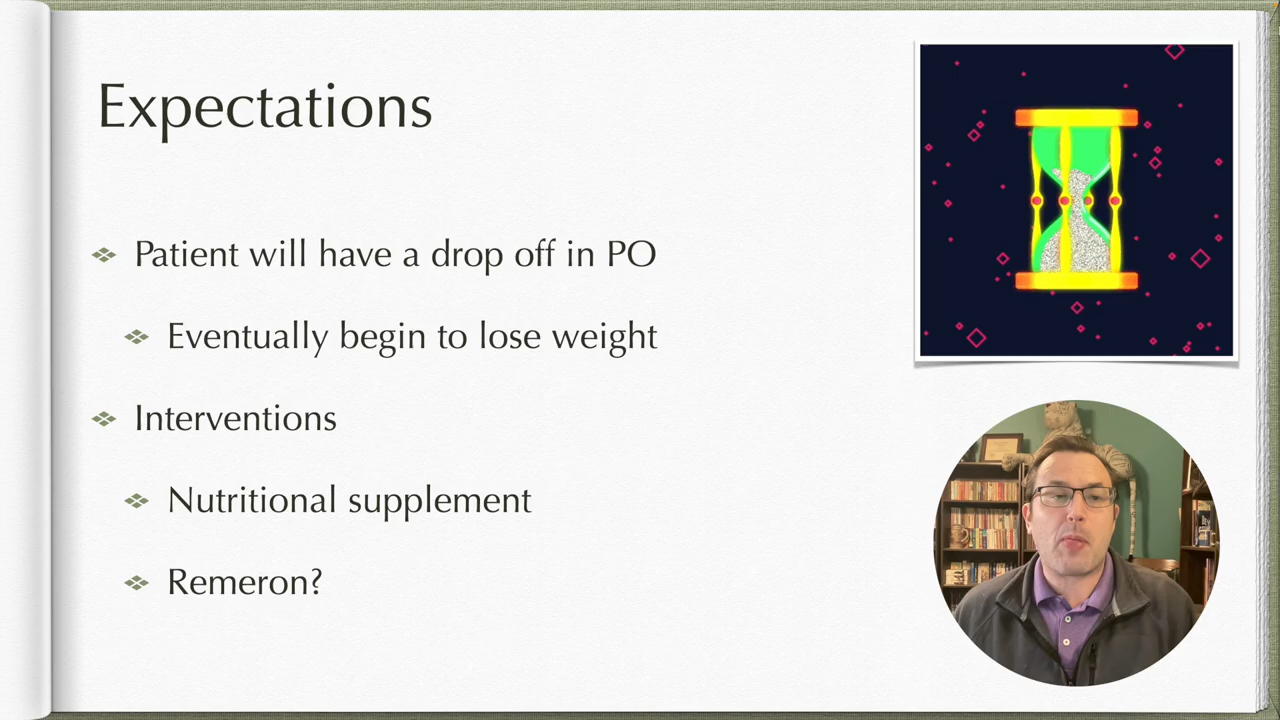 Expectations
Patient will have a drop off in PO
Eventually begin to lose weight
Interventions
Nutritional supplement
Remeron?